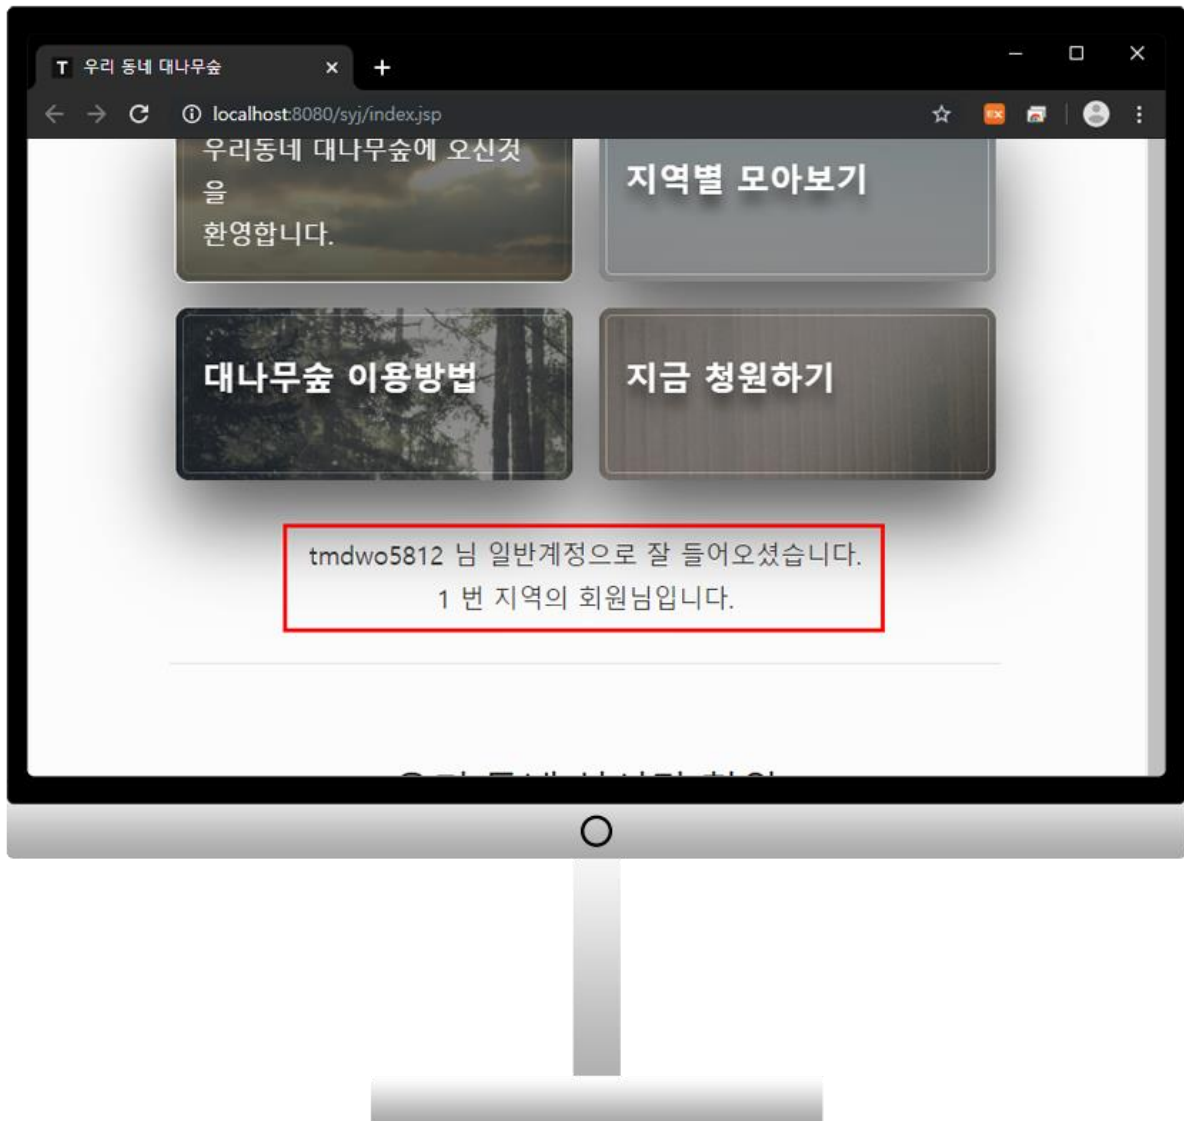 T 우리 동네 대나무숲
localhost:8080/syj/index.jsp
EX
우리동네 대나무숲에 오신것
을
환영합니다.
지역별 모아보기
대나무숲 이용방법
지금 청원하기
tmdwo5812 님 일반계정으로 잘 들어오셨습니다.
1 번 지역의 회원님입니다.